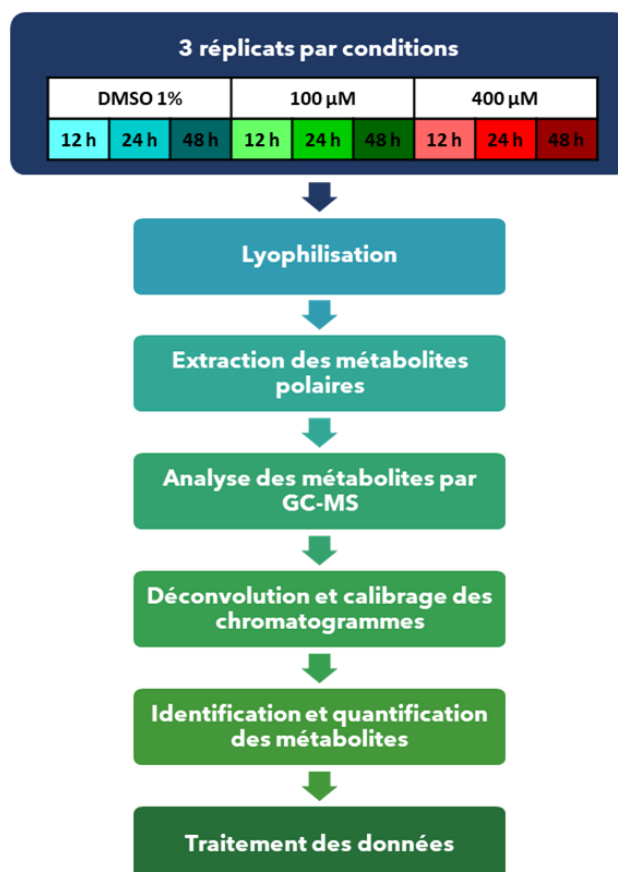 3 réplicats par conditions
DMSO 1% 100 µM 400 µM
12 h 24 h 48 h 12 h 24 h 48 h 12 h 24 h 48 h
Lyophilisation
Extraction des métabolites
polaires
Analyse des métabolites par
GC-MS
Déconvolution et calibrage des
chromatogrammes
Identification et quantification
des métabolites
Traitement des données